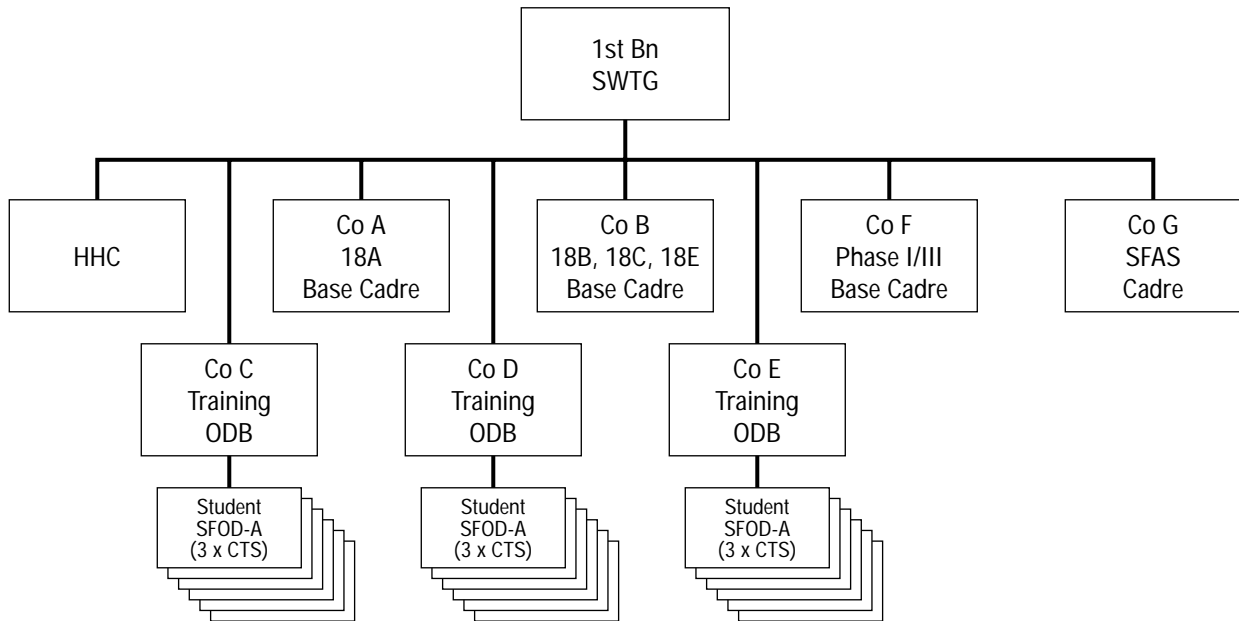 1st Bn
SWTG
HHC
Co A
18A
Base Cadre
Co B
18B, 18C, 18E
Base Cadre
Co F
Phase I/III
Base Cadre
Co G
SFAS
Cadre
Co C
Training
ODB
Co D
Training
ODB
Co E
Training
ODB
Student
SFOD-A
(3 x CTS)
Student
SFOD-A
(3 x CTS)
Student
SFOD-A
(3 x CTS)